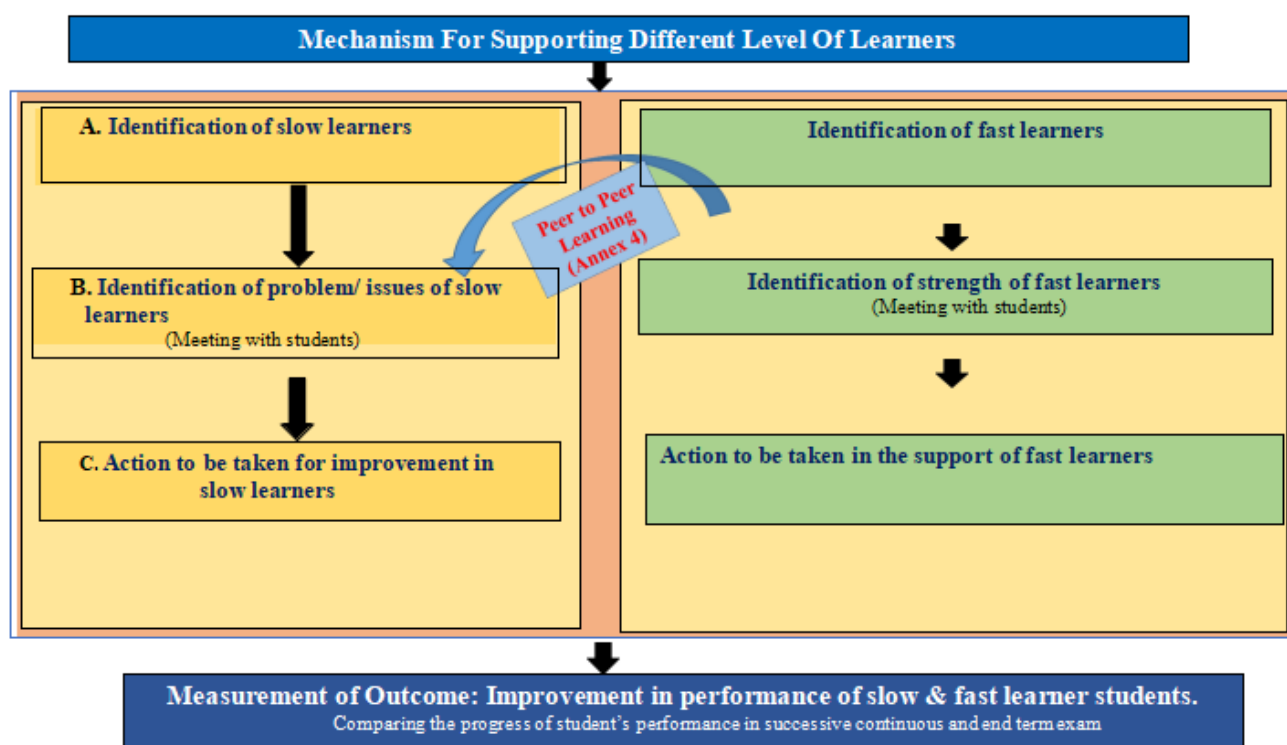 Mechanism For Supporting Different Level Of Learners
A. Identification of slow learners
B. Identification of problem/ issues of slow
learners
(Meeting with students)
C. Action to be taken for improvement in
slow learners
Peer to Peer
Learning
(Annex 4)
Identification of fast learners
Identification of strength of fast learners
(Meeting with students)
Action to be taken in the support of fast learners
Measurement of Outcome: Improvement in performance of slow & fast learner students.
Comparing the progress of student’s performance in successive continuous and end term exam